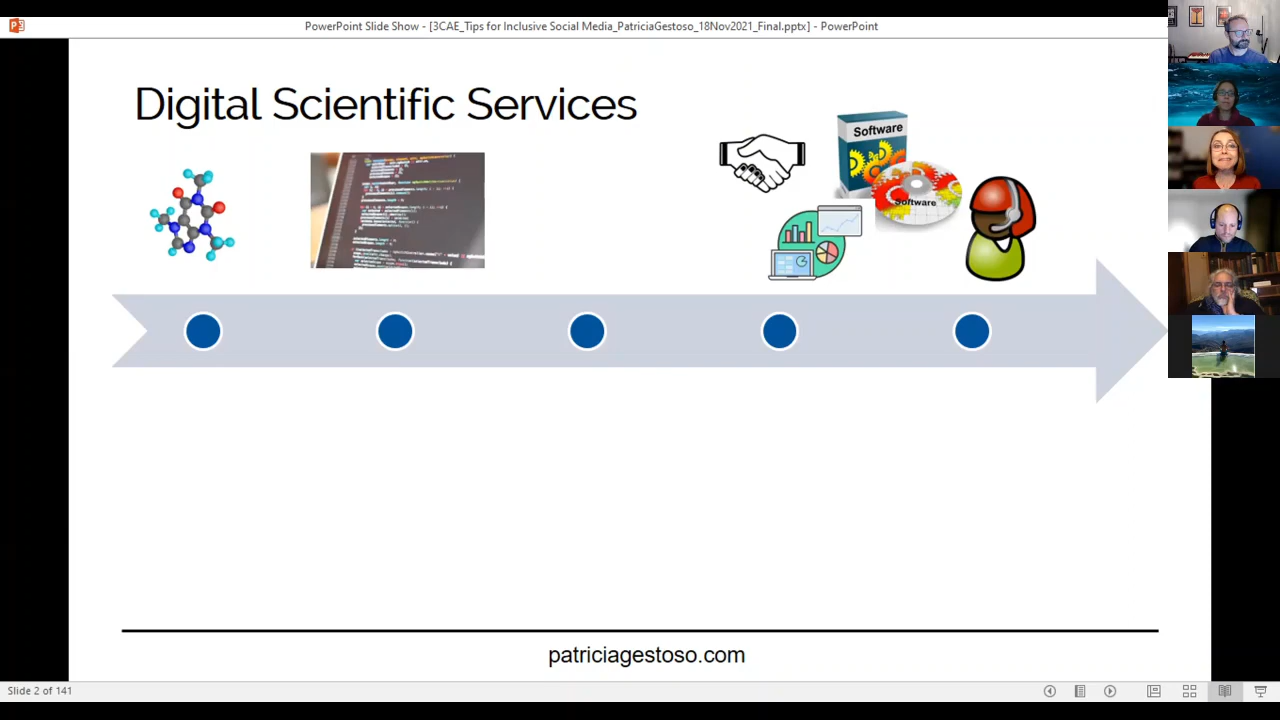 PowerPoint Slide Show - [3CAE_Tips for Inclusive Social Media_PatriciaGestoso_18Nov2021_Final.pptx] - PowerPoint
Digital Scientific Services
Software
Software
patriciagestoso.com
Slide 2 of 141